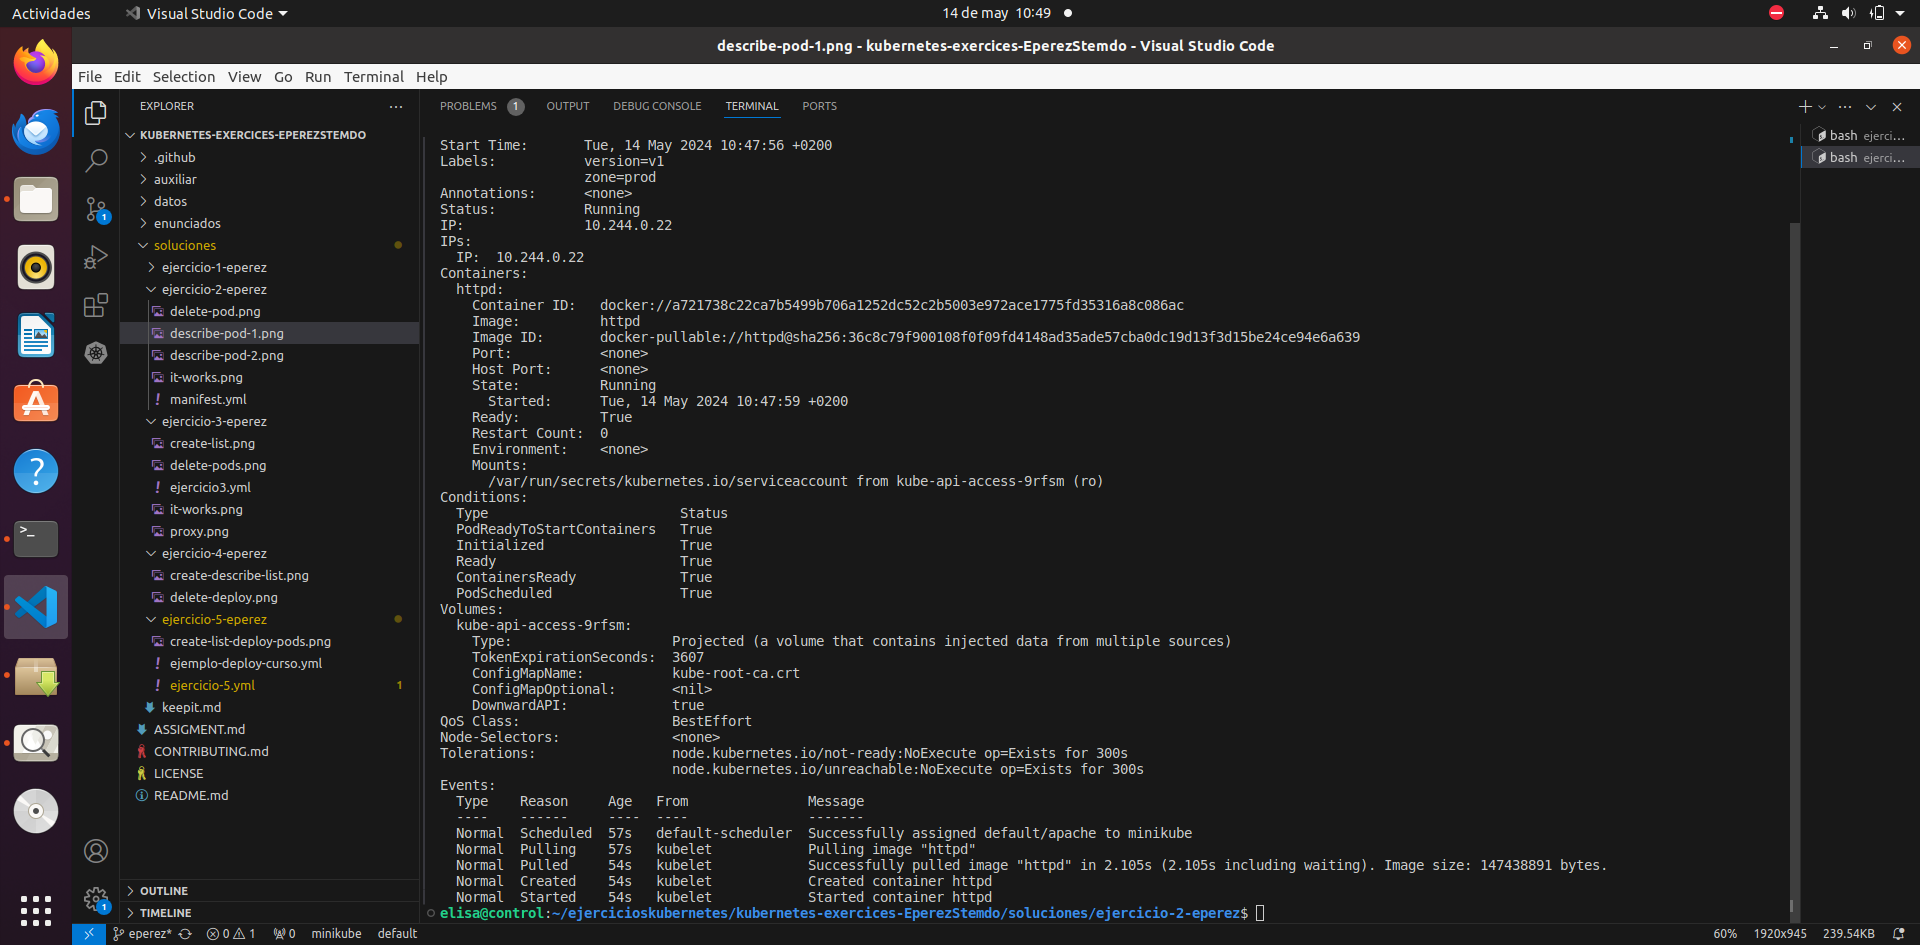 Actividades
Visual Studio Code
14 de may 10:49
describe-pod-1.png - kubernetes-exercices-EperezStemdo - Visual Studio Code
File Edit Selection View Go Run Terminal Help
EXPLORER
KUBERNETES-EXERCICES-EPEREZSTEMDO
.github
auxiliar
datos
enunciados
soluciones
ejercicio-1-eperez
ejercicio-2-eperez
delete-pod.png
describe-pod-1.png
describe-pod-2.png
it-works.png
manifest.yml
ejercicio-3-eperez
create-list.png
delete-pods.png
ejercicio3.yml
it-works.png
proxy.png
ejercicio-4-eperez
create-describe-list.png
delete-deploy.png
ejercicio-5-eperez
create-list-deploy-pods.png
ejemplo-deploy-curso.yml
ejercicio-5.yml 1
keepit.md
ASSIGMENT.md
CONTRIBUTING.md
LICENSE
README.md
OUTLINE
TIMELINE
1
1
PROBLEMS 1 OUTPUT DEBUG CONSOLE TERMINAL PORTS
bash ejerci...
bash ejerci...
Start Time: Tue, 14 May 2024 10:47:56 +0200
Labels: version=v1
zone=prod
Annotations: <none>
Status: Running
IP: 10.244.0.22
IPs:
IP: 10.244.0.22
Containers:
httpd:
Container ID: docker://a721738c22ca7b5499b706a1252dc52c2b5003e972ace1775fd35316a8c086ac
Image: httpd
Image ID: docker-pullable://httpd@sha256:36c8c79f900108f0f09fd4148ad35ade57cba0dc19d13f3d15be24ce94e6a639
Port: <none>
Host Port: <none>
State: Running
Started: Tue, 14 May 2024 10:47:59 +0200
Ready: True
Restart Count: 0
Environment: <none>
Mounts:
/var/run/secrets/kubernetes.io/serviceaccount from kube-api-access-9rfsm (ro)
Conditions:
Type Status
PodReadyToStartContainers True
Initialized True
Ready True
ContainersReady True
PodScheduled True
Volumes:
kube-api-access-9rfsm:
Type: Projected (a volume that contains injected data from multiple sources)
TokenExpirationSeconds: 3607
ConfigMapName: kube-root-ca.crt
ConfigMapOptional: <nil>
DownwardAPI: true
QoS Class: BestEffort
Node-Selectors: <none>
Tolerations: node.kubernetes.io/not-ready:NoExecute op=Exists for 300s
node.kubernetes.io/unreachable:NoExecute op=Exists for 300s
Events:
Type Reason Age From Message
---- ------ ---- ---- -------
Normal Scheduled 57s default-scheduler Successfully assigned default/apache to minikube
Normal Pulling 57s kubelet Pulling image "httpd"
Normal Pulled 54s kubelet Successfully pulled image "httpd" in 2.105s (2.105s including waiting). Image size: 147438891 bytes.
Normal Created 54s kubelet Created container httpd
Normal Started 54s kubelet Started container httpd
elisa@control:~/ejercicioskubernetes/kubernetes-exercices-EperezStemdo/soluciones/ejercicio-2-eperez$
eperez* 0 1 0 minikube default
60% 1920x945 239.54KB